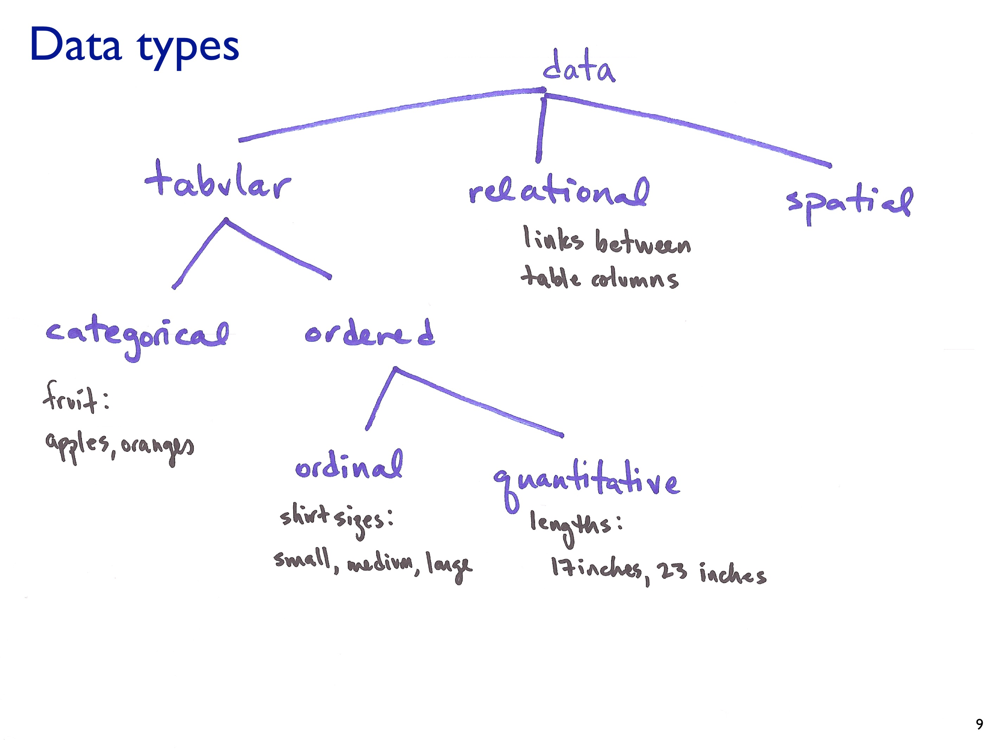 Data types
data
tabular
relational
spatial
links between
table columns
categorical
ordered
fruit:
apples, oranges
ordinal
quantitative
shirt sizes:
small, medium, large
lengths:
17 inches, 23 inches
9